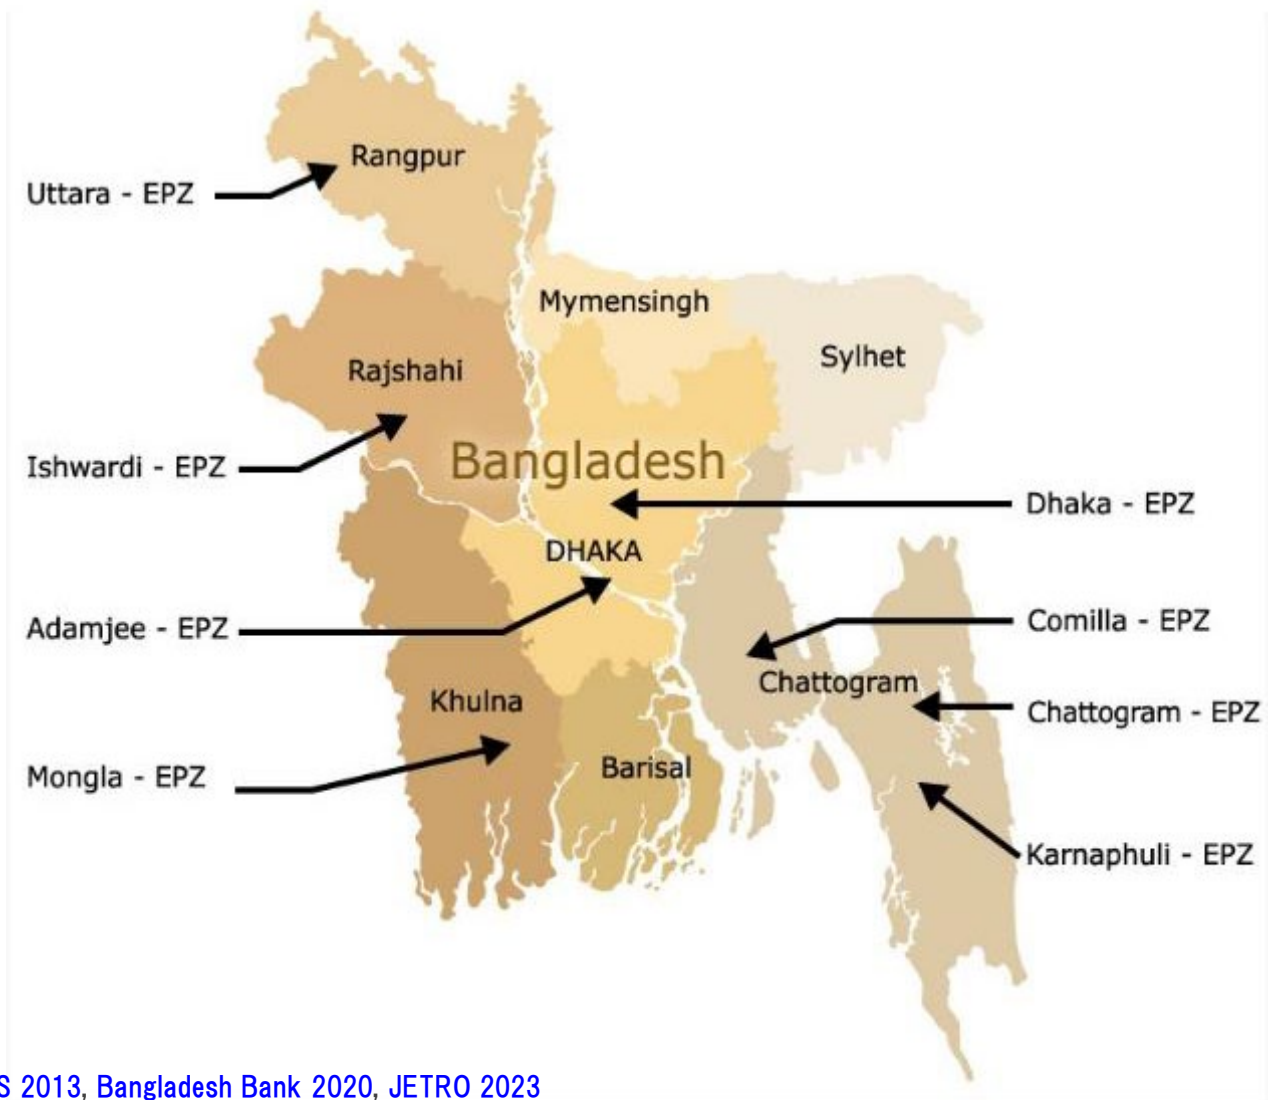 Rangpur
Uttara - EPZ
Mymensingh
Sylhet
Rajshahi
Bangladesh
Ishwardi - EPZ
Dhaka - EPZ
DHAKA
Adamjee - EPZ
Comilla - EPZ
Chattogram
Khulna
Chattogram - EPZ
Barisal
Mongla - EPZ
Karnaphuli - EPZ
S 2013, Bangladesh Bank 2020, JETRO 2023